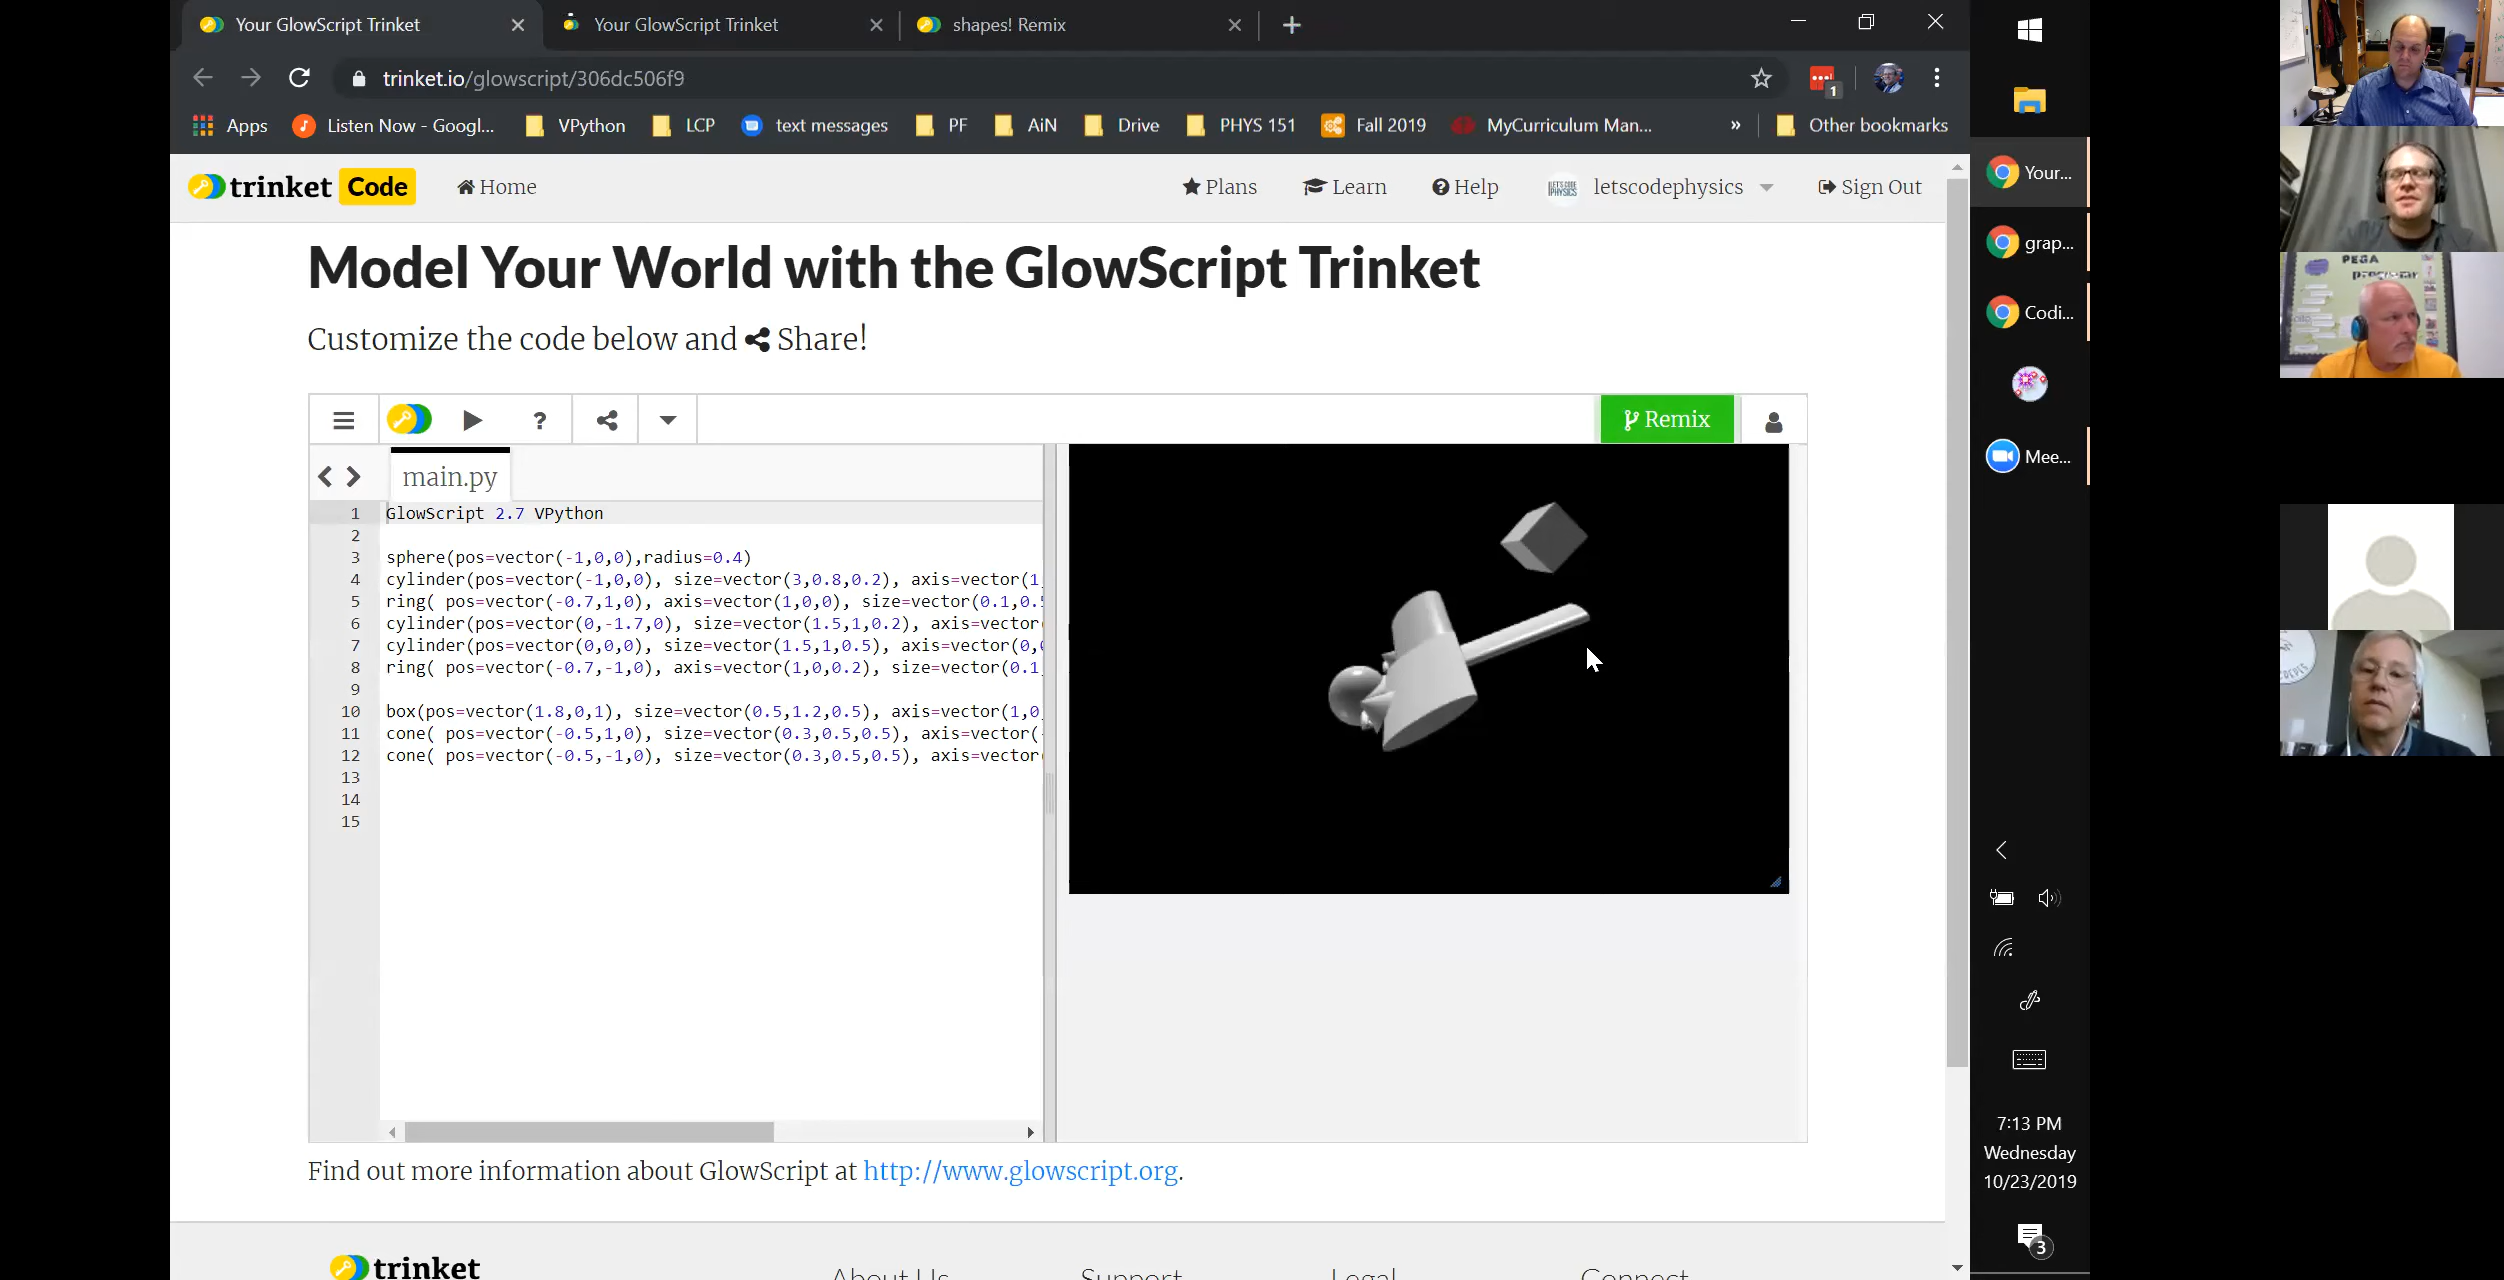 Your GlowScript Trinket
Your GlowScript Trinket
shapes! Remix
trinket.io/glowscript/306dc506f9
1
Apps
Listen Now - Googl...
VPython
LCP
text messages
PF
AiN
Drive
PHYS 151
Fall 2019
MyCurriculum Man...
»
Other bookmarks
trinket Code
Home
Plans
Learn
Help
letscodephysics
Sign Out
Model Your World with the GlowScript Trinket
Customize the code below and Share!
?
Remix
main.py
1 GlowScript 2.7 VPython
2
3 sphere(pos=vector(-1,0,0),radius=0.4)
4 cylinder(pos=vector(-1,0,0), size=vector(3,0.8,0.2), axis=vector(1,
5 ring( pos=vector(-0.7,1,0), axis=vector(1,0,0), size=vector(0.1,0.5
6 cylinder(pos=vector(0,-1.7,0), size=vector(1.5,1,0.2), axis=vector(
7 cylinder(pos=vector(0,0,0), size=vector(1.5,1,0.5), axis=vector(0,0
8 ring( pos=vector(-0.7,-1,0), axis=vector(1,0,0.2), size=vector(0.1,
9
10 box(pos=vector(1.8,0,1), size=vector(0.5,1.2,0.5), axis=vector(1,0,
11 cone( pos=vector(-0.5,1,0), size=vector(0.3,0.5,0.5), axis=vector(-
12 cone( pos=vector(-0.5,-1,0), size=vector(0.3,0.5,0.5), axis=vector(
13
14
15
Find out more information about GlowScript at http://www.glowscript.org.
trinket
About Us
Support
Legal
Connect
Your...
grap...
Codi...
Mee...
7:13 PM
Wednesday
10/23/2019
3
PEGA
program